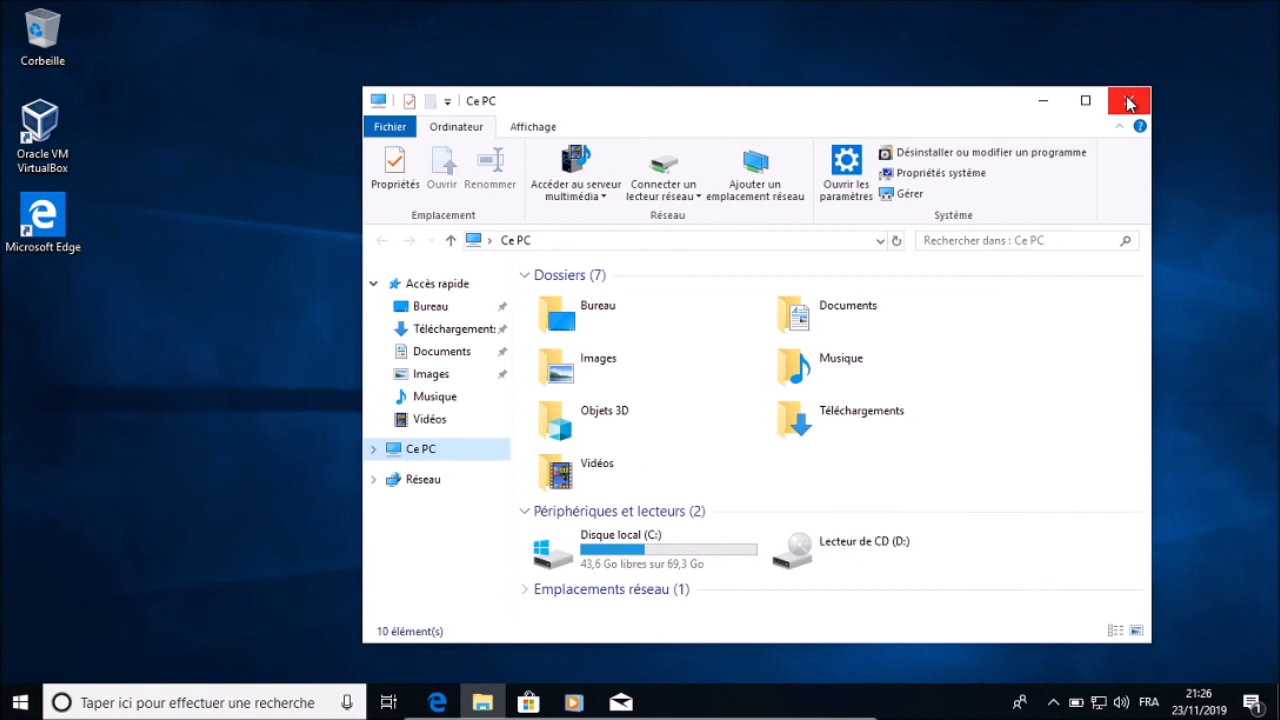 Corbeille
Oracle VM
VirtualBox
Microsoft Edge
Ce PC
Fichier
Ordinateur
Affichage
Propriétés
Ouvrir
Renommer
Accéder au serveur
multimédia
Connecter un
lecteur réseau
Ajouter un
emplacement réseau
Ouvrir les
paramètres
Désinstaller ou modifier un programme
Propriétés système
Gérer
Emplacement
Réseau
Système
Ce PC
Rechercher dans : Ce PC
Accès rapide
Bureau
Téléchargement:
Documents
Images
Musique
Vidéos
Ce PC
Réseau
Dossiers (7)
Bureau
Documents
Images
Musique
Objets 3D
Téléchargements
Vidéos
Périphériques et lecteurs (2)
Disque local (C:)
43,6 Go libres sur 69,3 Go
Lecteur de CD (D:)
Emplacements réseau (1)
10 élément(s)
Taper ici pour effectuer une recherche
FRA
21:26
23/11/2019
1